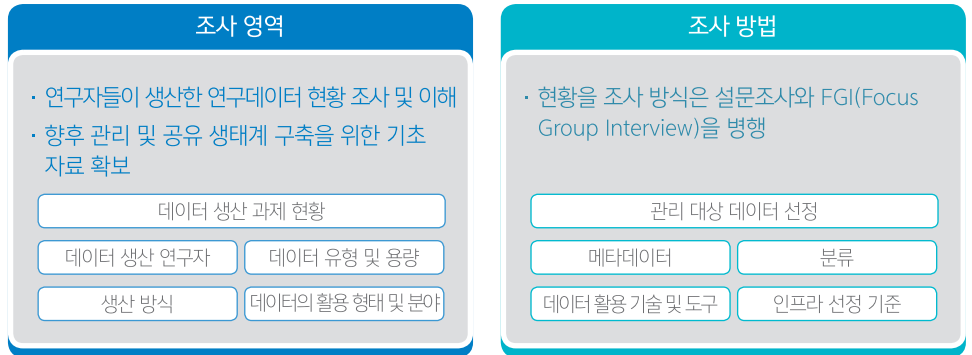 조사 영역
· 연구자들이 생산한 연구데이터 현황 조사 및 이해
· 향후 관리 및 공유 생태계 구축을 위한 기초
자료 확보
데이터 생산 과제 현황
데이터 생산 연구자
데이터 유형 및 용량
생산 방식
데이터의 활용 형태 및 분야
조사 방법
· 현황을 조사 방식은 설문조사와 FGI(Focus
Group Interview)을 병행
관리 대상 데이터 선정
메타데이터
분류
데이터 활용 기술 및 도구
인프라 선정 기준